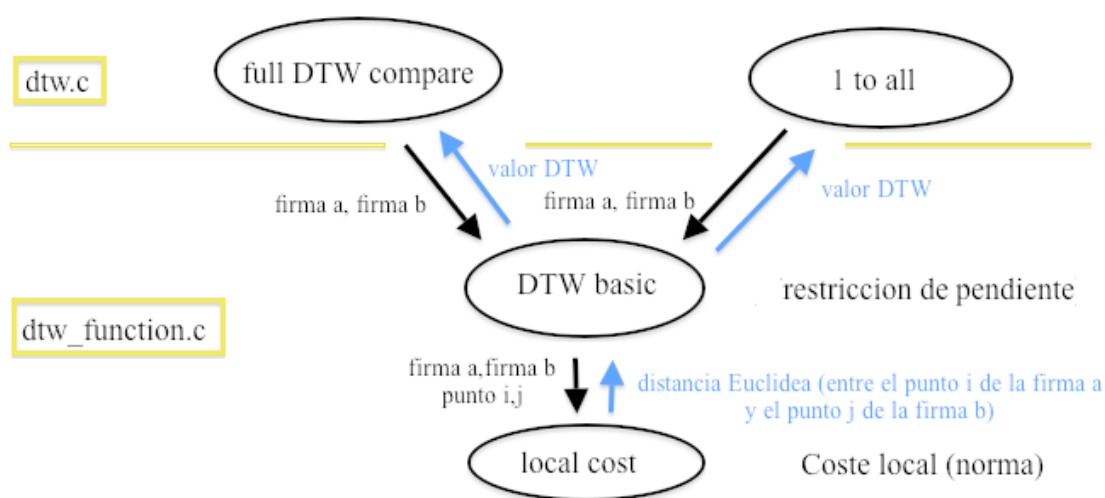 full DTW compare
1 to all
dtw.c
valor DTW
firma a, firma b
firma a, firma b
valor DTW
DTW basic
restriccion de pendiente
dtw_function.c
firma a,firma b
punto i,j
distancia Euclidea (entre el punto i de la firma a
y el punto j de la firma b)
local cost
Coste local (norma)